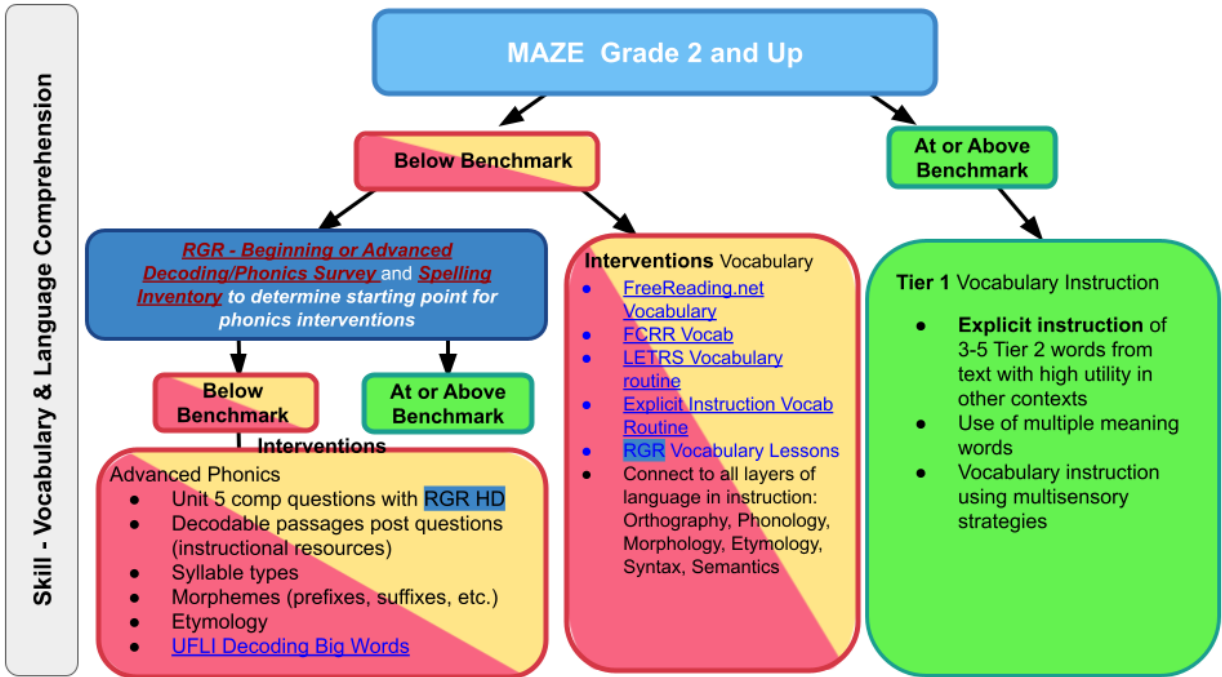 Skill - Vocabulary & Language Comprehension
MAZE  Grade 2 and Up
Below Benchmark
At or Above
Benchmark
RGR - Beginning or Advanced
Decoding/Phonics Survey and Spelling
Inventory to determine starting point for
phonics interventions
Below
Benchmark
At or Above
Benchmark
Interventions
Advanced Phonics
● Unit 5 comp questions with RGR HD
● Decodable passages post questions
(instructional resources)
● Syllable types
● Morphemes (prefixes, suffixes, etc.)
● Etymology
● UFLI Decoding Big Words
Interventions Vocabulary
● FreeReading.net
Vocabulary
● FCRR Vocab
● LETRS Vocabulary
routine
● Explicit Instruction Vocab
Routine
● RGR Vocabulary Lessons
● Connect to all layers of
language in instruction:
Orthography, Phonology,
Morphology, Etymology,
Syntax, Semantics
Tier 1 Vocabulary Instruction
● Explicit instruction of
3-5 Tier 2 words from
text with high utility in
other contexts
● Use of multiple meaning
words
● Vocabulary instruction
using multisensory
strategies